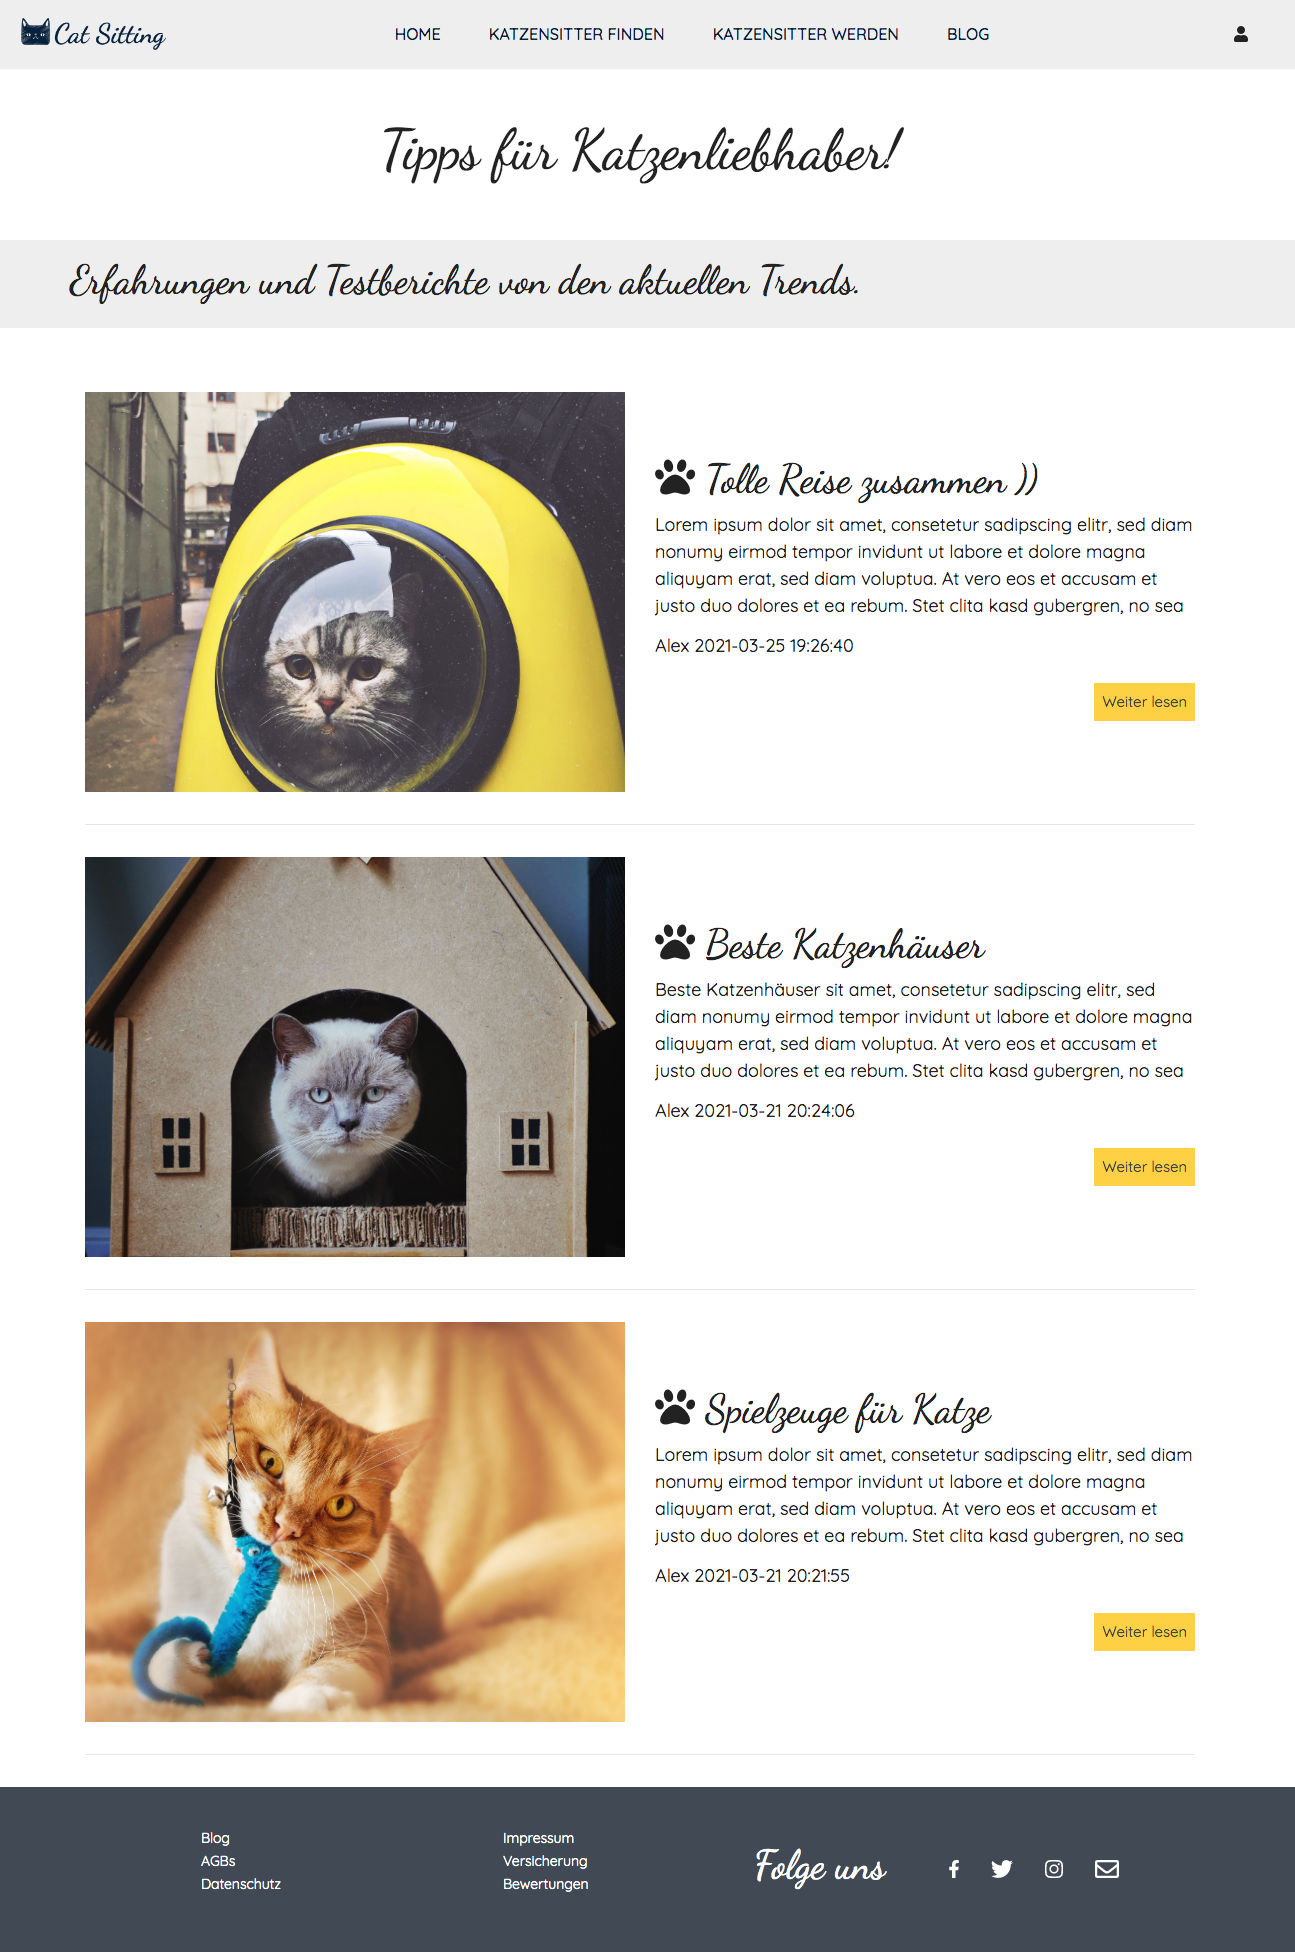 Cat Sitting
HOME
KATZENSITTER FINDEN
KATZENSITTER WERDEN
BLOG
Tipps für Katzenliebhaber!
Erfahrungen und Testberichte von den aktuellen Trends.
Tolle Reise zusammen ))
Lorem ipsum dolor sit amet, consetetur sadipscing elitr, sed diam
nonumy eirmod tempor invidunt ut labore et dolore magna
aliquyam erat, sed diam voluptua. At vero eos et accusam et
justo duo dolores et ea rebum. Stet clita kasd gubergren, no sea
Alex 2021-03-25 19:26:40
Weiter lesen
Beste Katzenhäuser
Beste Katzenhäuser sit amet, consetetur sadipscing elitr, sed
diam nonumy eirmod tempor invidunt ut labore et dolore magna
aliquyam erat, sed diam voluptua. At vero eos et accusam et
justo duo dolores et ea rebum. Stet clita kasd gubergren, no sea
Alex 2021-03-21 20:24:06
Weiter lesen
Spielzeuge für Katze
Lorem ipsum dolor sit amet, consetetur sadipscing elitr, sed diam
nonumy eirmod tempor invidunt ut labore et dolore magna
aliquyam erat, sed diam voluptua. At vero eos et accusam et
justo duo dolores et ea rebum. Stet clita kasd gubergren, no sea
Alex 2021-03-21 20:21:55
Weiter lesen
Blog
AGBs
Datenschutz
Impressum
Versicherung
Bewertungen
Folge uns